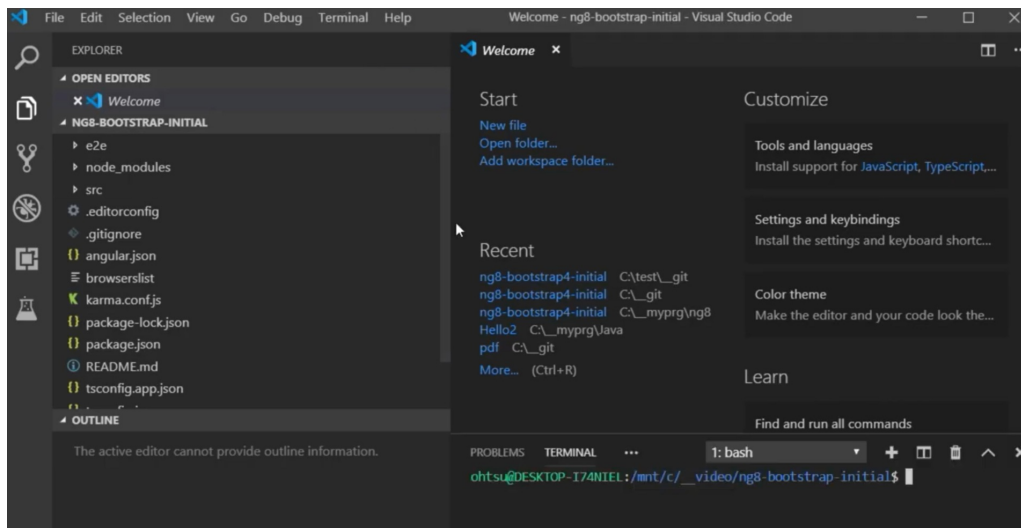 File Edit Selection View Go Debug Terminal Help
Welcome - ng8-bootstrap-initial - Visual Studio Code
EXPLORER
OPEN EDITORS
Welcome
NG8-BOOTSTRAP-INITIAL
e2e
node_modules
src
.editorconfig
.gitignore
angular.json
browserslist
karma.conf.js
package-lock.json
package.json
README.md
tsconfig.app.json
OUTLINE
The active editor cannot provide outline information.
Welcome
Start
New file
Open folder...
Add workspace folder...
Recent
ng8-bootstrap4-initial C:\test\__git
ng8-bootstrap4-initial C:\__git
ng8-bootstrap4-initial C:\__myprg\ng8
Hello2 C:\__myprg\Java
pdf C:\__git
More... (Ctrl+R)
Customize
Tools and languages
Install support for JavaScript, TypeScript,...
Settings and keybindings
Install the settings and keyboard shortc...
Color theme
Make the editor and your code look the...
Learn
Find and run all commands
PROBLEMS TERMINAL ... 1: bash
ohtsu@DESKTOP-I74NIEL:/mnt/c/__video/ng8-bootstrap-initial$